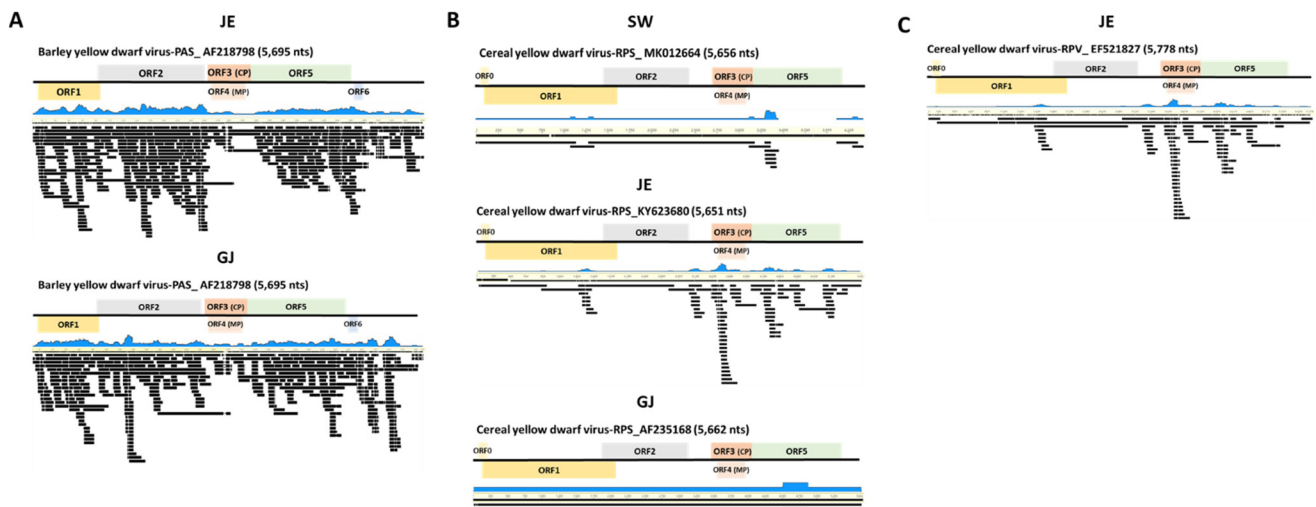 A
JE
Barley yellow dwarf virus-PAS_ AF218798 (5,695 nts)
ORF2
ORF3 (CP)
ORF5
ORF1
ORF4 (MP)
ORF6
GJ
Barley yellow dwarf virus-PAS_ AF218798 (5,695 nts)
ORF2
ORF3 (CP)
ORF5
ORF1
ORF4 (MP)
ORF6
B
SW
Cereal yellow dwarf virus-RPS_ MK012664 (5,656 nts)
ORF0
ORF2
ORF3 (CP)
ORF5
ORF1
ORF4 (MP)
JE
Cereal yellow dwarf virus-RPS_KY623680 (5,651 nts)
ORF0
ORF2
ORF3 (CP)
ORF5
ORF1
ORF4 (MP)
GJ
Cereal yellow dwarf virus-RPS_AF235168 (5,662 nts)
ORF0
ORF2
ORF3 (CP)
ORF5
ORF1
ORF4 (MP)
C
JE
Cereal yellow dwarf virus-RPV_ EF521827 (5,778 nts)
ORF0
ORF2
ORF3 (CP)
ORF5
ORF1
ORF4 (MP)